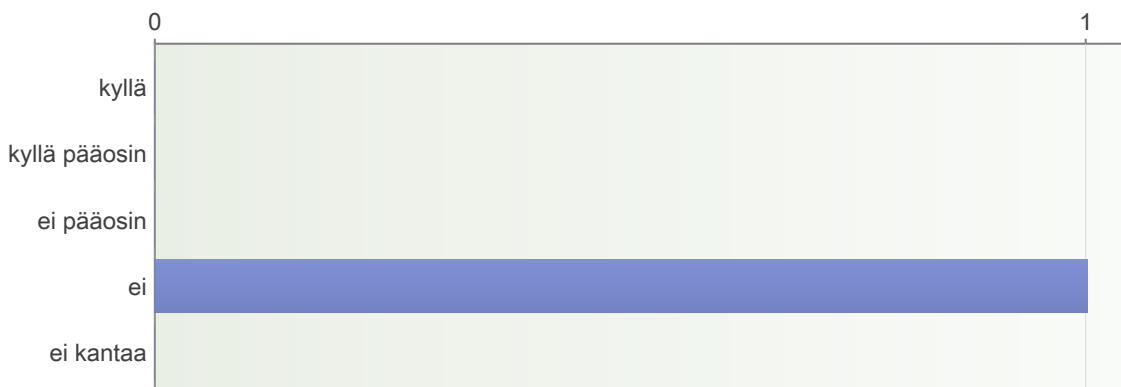 0 1
kyllä
kyllä pääosin
ei pääosin
ei
ei kantaa